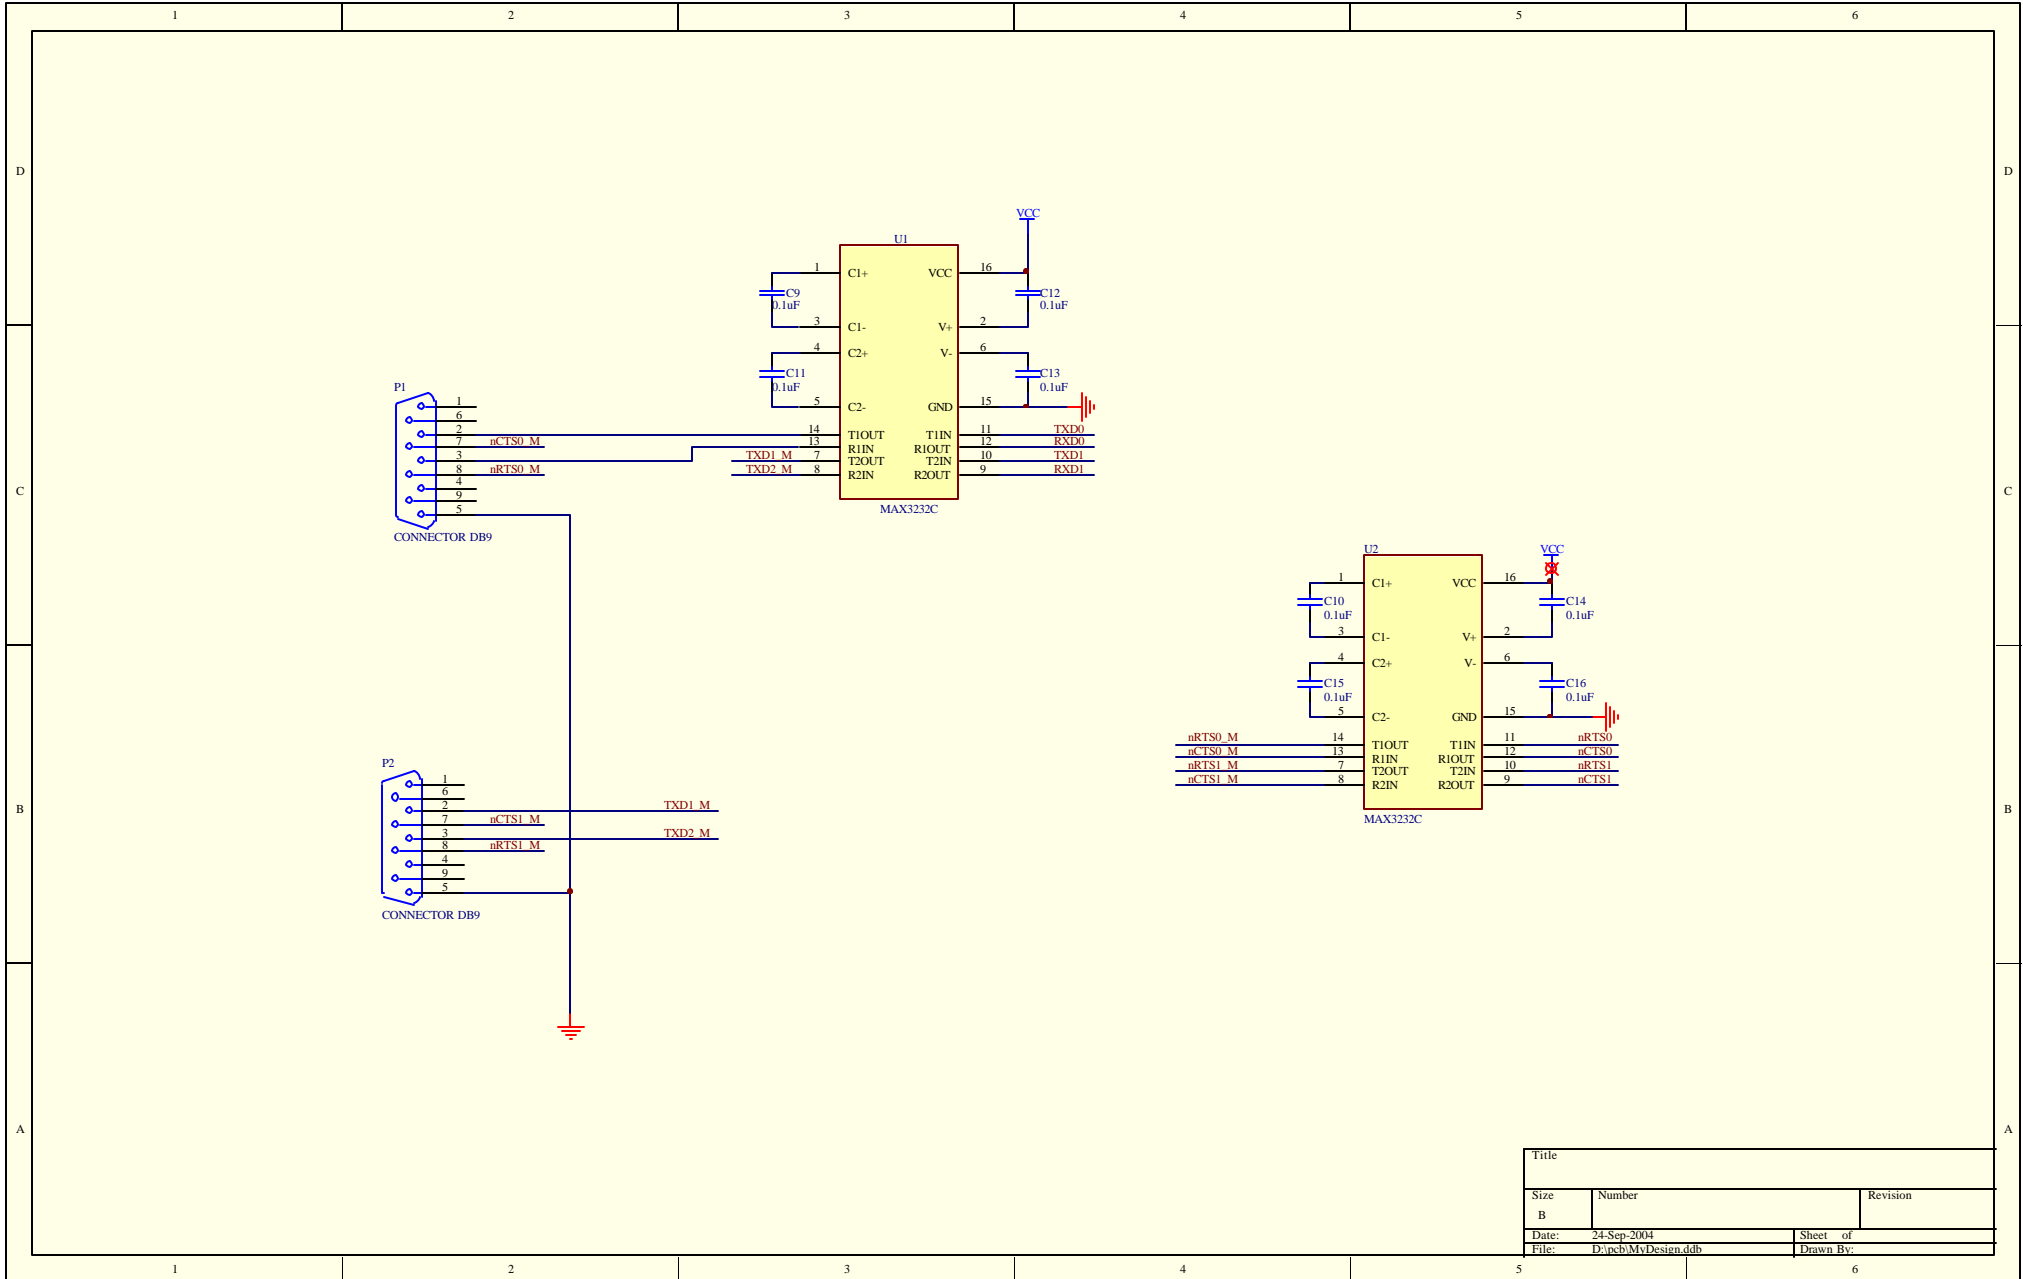 1 2 3 4 5 6
D D
VCC
U1
1 C1+ VCC 16
C9 C12
0.1uF 0.1uF
3 C1- V+ 2
4 C2+ V- 6
C11 C13
0.1uF 0.1uF
5 C2- GND 15
14 T1OUT T1IN 11 TXD0
13 R1IN R1OUT 12 RXD0
TXD1_M 7 T2OUT T2IN 10 TXD1
TXD2_M 8 R2IN R2OUT 9 RXD1
MAX3232C
P1
1
6
2
7 nCTS0_M
3
8 nRTS0_M
4
9
5
CONNECTOR DB9
C C
U2 VCC
1 C1+ VCC 16
C10 C14
0.1uF 0.1uF
3 C1- V+ 2
4 C2+ V- 6
C15 C16
0.1uF 0.1uF
5 C2- GND 15
nRTS0_M 14 T1OUT T1IN 11 nRTS0
nCTS0_M 13 R1IN R1OUT 12 nCTS0
nRTS1_M 7 T2OUT T2IN 10 nRTS1
nCTS1_M 8 R2IN R2OUT 9 nCTS1
MAX3232C
P2
1
6
2 TXD1_M
7 nCTS1_M
3 TXD2_M
8 nRTS1_M
4
9
5
CONNECTOR DB9
B B
A A
Title
Size Number Revision
B
Date: 24-Sep-2004 Sheet of
File: D:\pcb\MyDesign.ddb Drawn By:
1 2 3 4 5 6